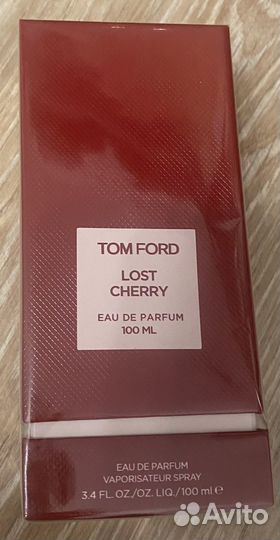 TOM FORD
LOST
CHERRY
EAU DE PARFUM
100 ML
EAU DE PARFUM
VAPORISATEUR SPRAY
3.4 FL. OZ./OZ. LIQ./100 ml ℮
Avito